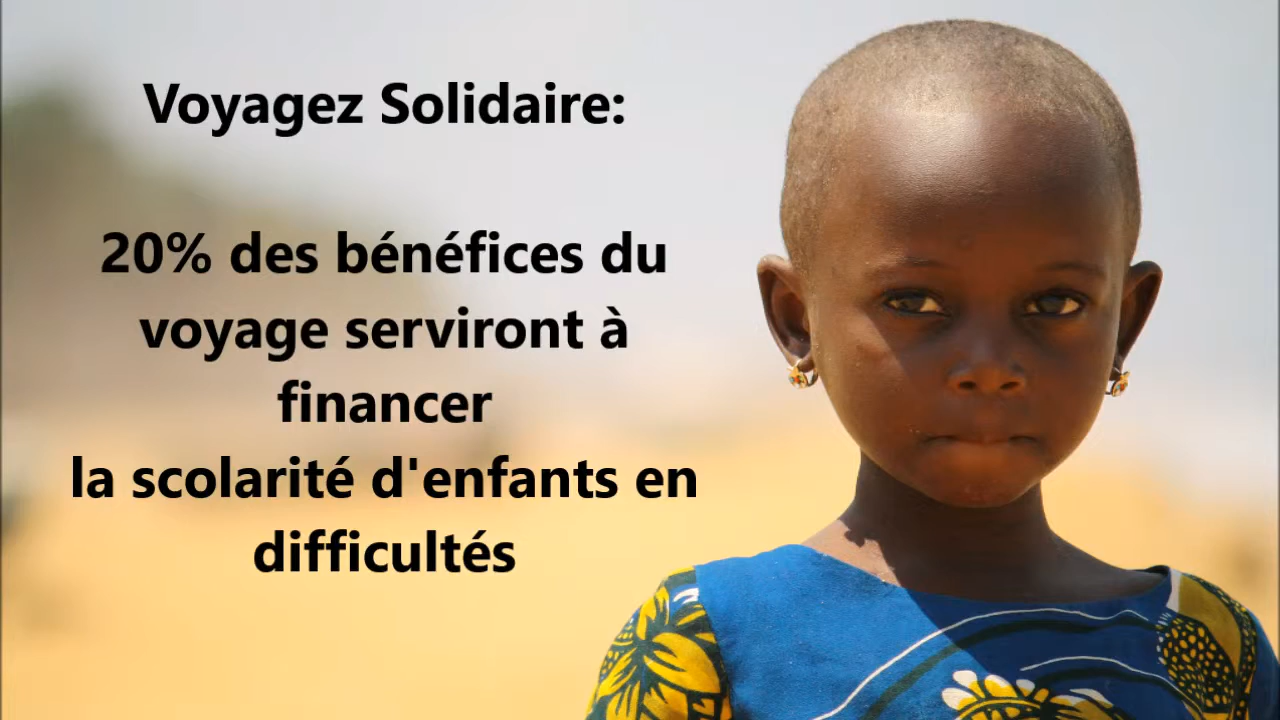 Voyagez Solidaire:
20% des bénéfices du
voyage serviront à
financer
la scolarité d'enfants en
difficultés